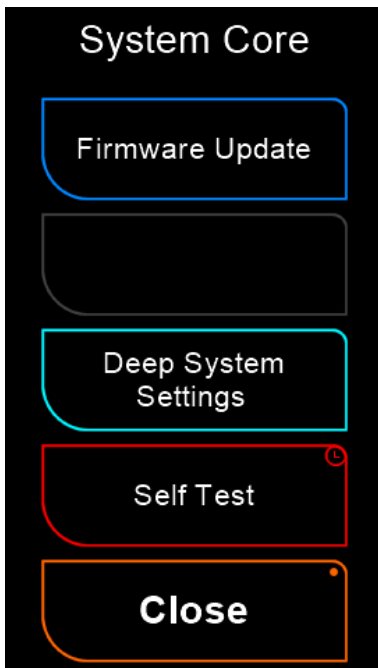 System Core
Firmware Update
Deep System
Settings
Self Test
Close